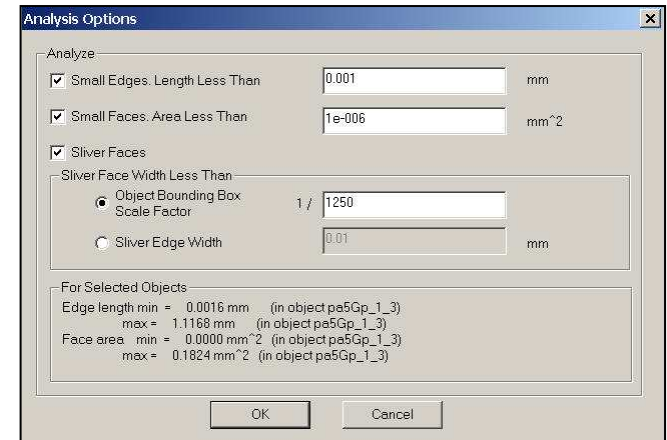 Analysis Options
Analyze
Small Edges. Length Less Than 0.001 mm
Small Faces. Area Less Than 1e-006 mm^2
Sliver Faces
Sliver Face Width Less Than
Object Bounding Box
Scale Factor 1 / 1250
Sliver Edge Width 0.01 mm
For Selected Objects
Edge length min = 0.0016 mm (in object pa5Gp_1_3)
max = 1.1168 mm (in object pa5Gp_1_3)
Face area min = 0.0000 mm^2 (in object pa5Gp_1_3)
max = 0.1824 mm^2 (in object pa5Gp_1_3)
OK Cancel